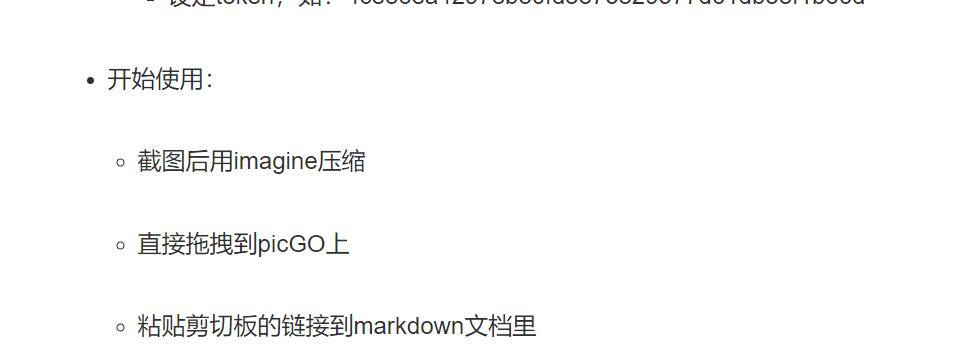 开始使用：
截图后用imagine压缩
直接拖拽到picGO上
粘贴剪切板的链接到markdown文档里